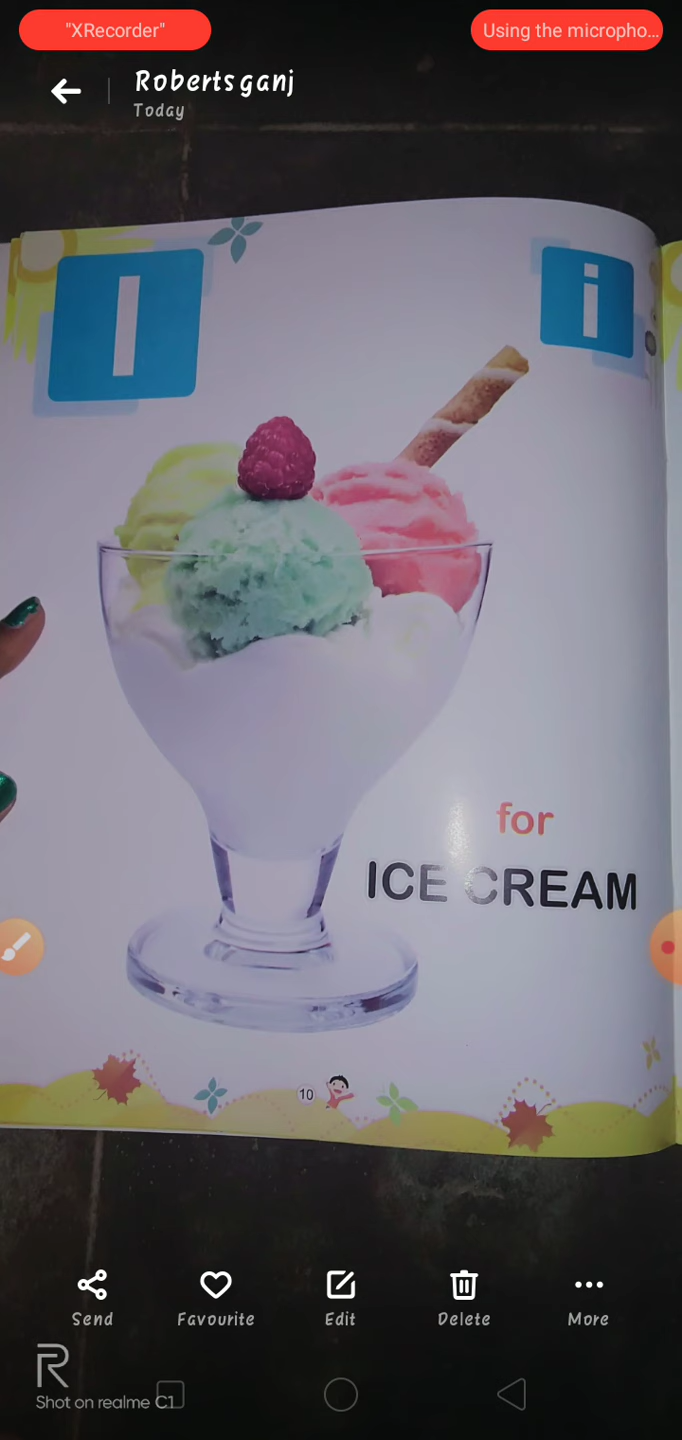 "XRecorder"
Using the micropho...
Robertsganj
Today
I
i
for
ICE CREAM
10
Send
Favourite
Edit
Delete
More
R
Shot on realme C1